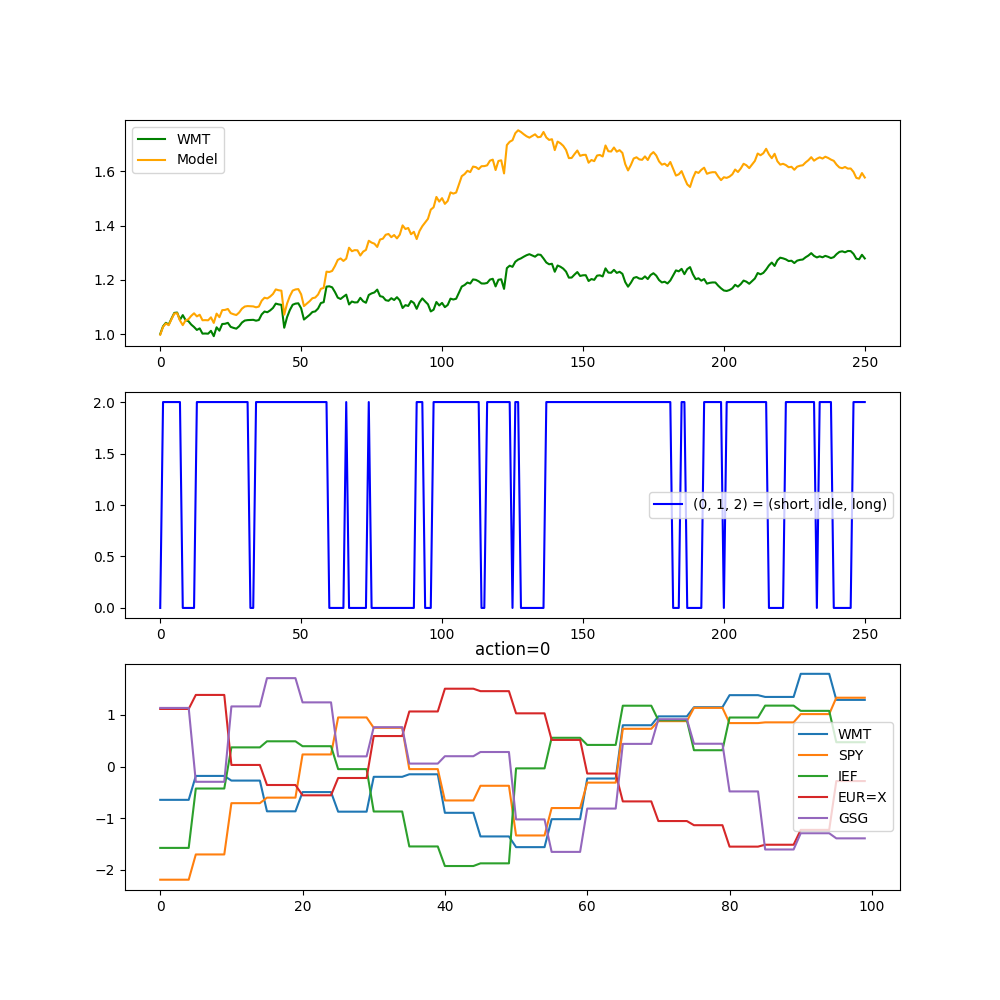 WMT
Model
1.6
1.4
1.2
1.0
0 50 100 150 200 250
2.0
1.5
1.0
0.5
0.0
(0, 1, 2) = (short, idle, long)
0 50 100 150 200 250
action=0
1
0
−1
−2
WMT
SPY
IEF
EUR=X
GSG
0 20 40 60 80 100